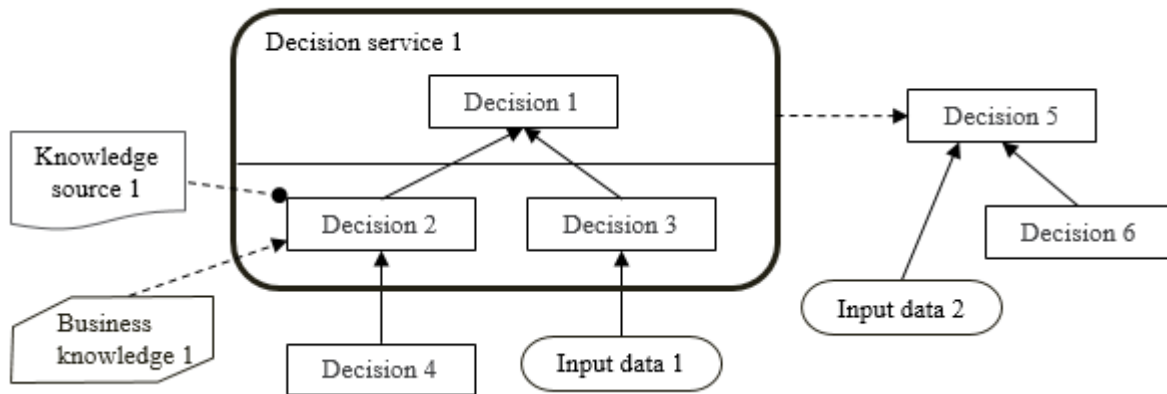 Decision service 1
Decision 1
Decision 5
Knowledge
source 1
Decision 2
Decision 3
Decision 6
Input data 2
Business
knowledge 1
Decision 4
Input data 1